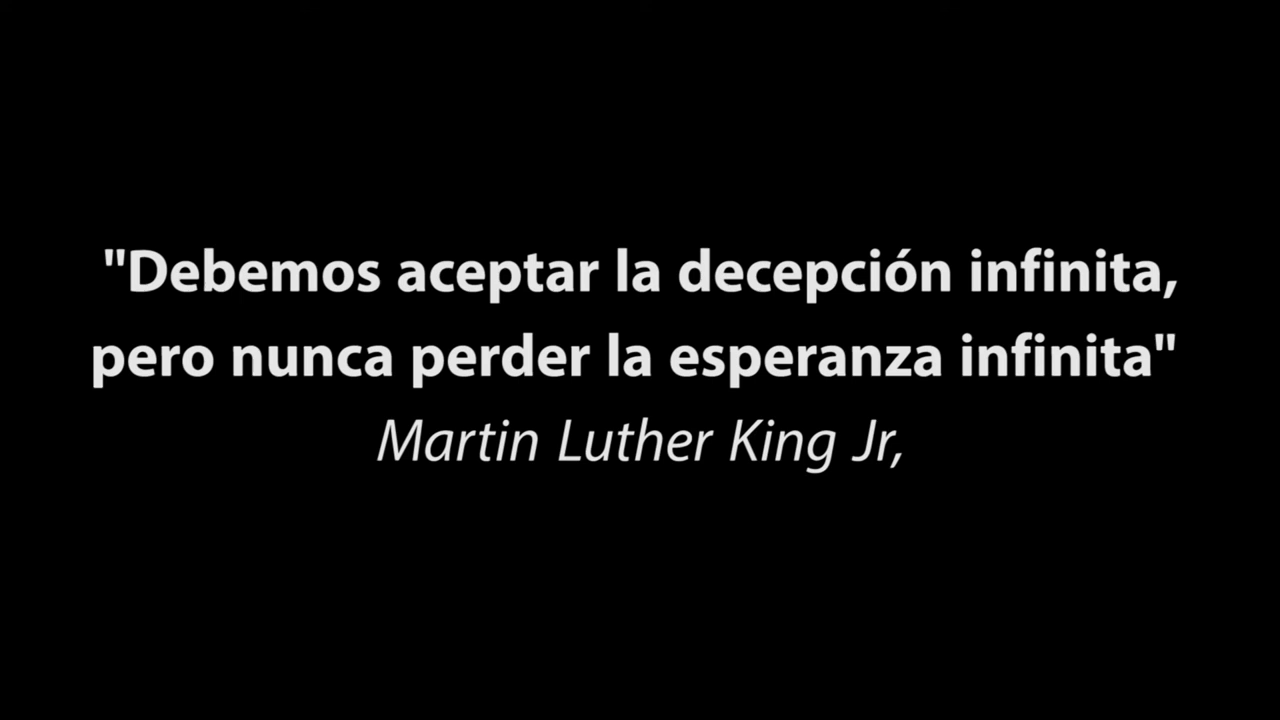 "Debemos aceptar la decepción infinita,
pero nunca perder la esperanza infinita"
Martin Luther King Jr,